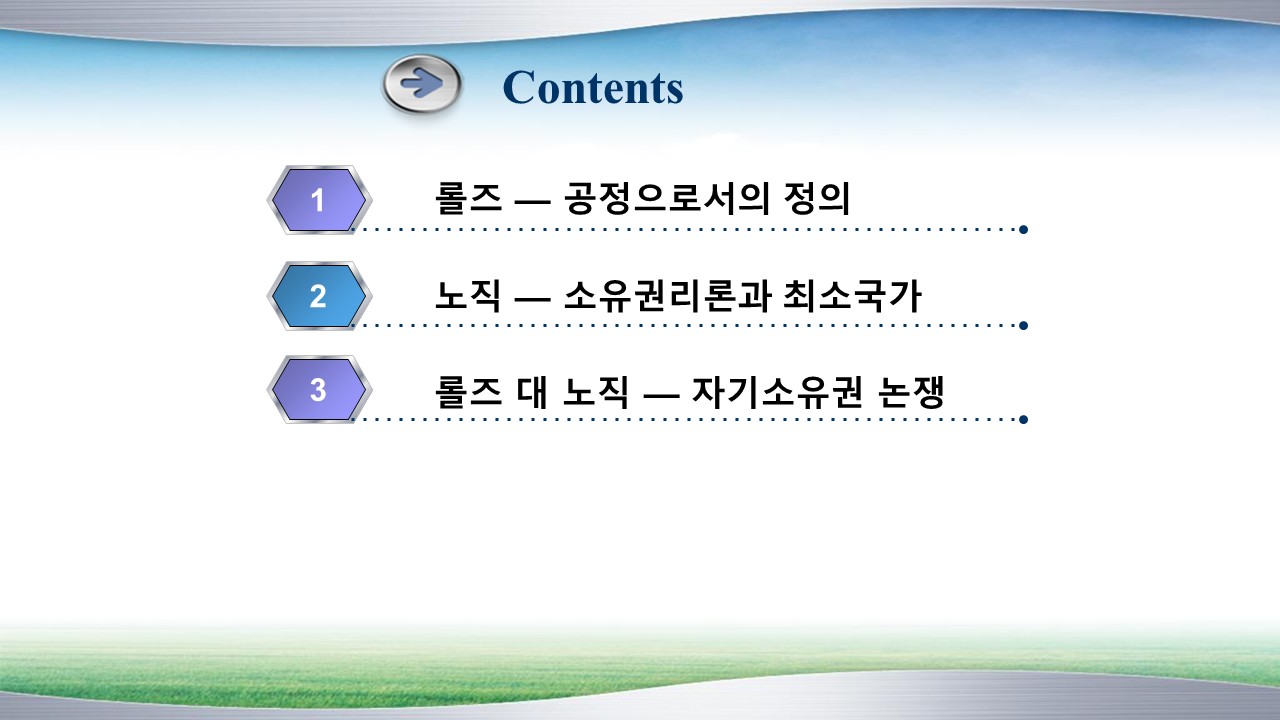 Contents
1 롤즈 — 공정으로서의 정의
2 노직 — 소유권리론과 최소국가
3 롤즈 대 노직 — 자기소유권 논쟁